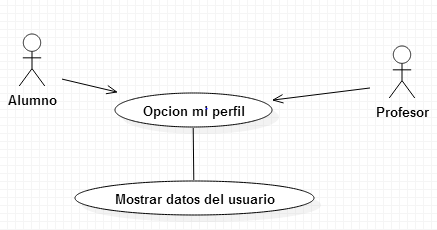 Alumno
Profesor
Opcion mI perfil
Mostrar datos del usuario